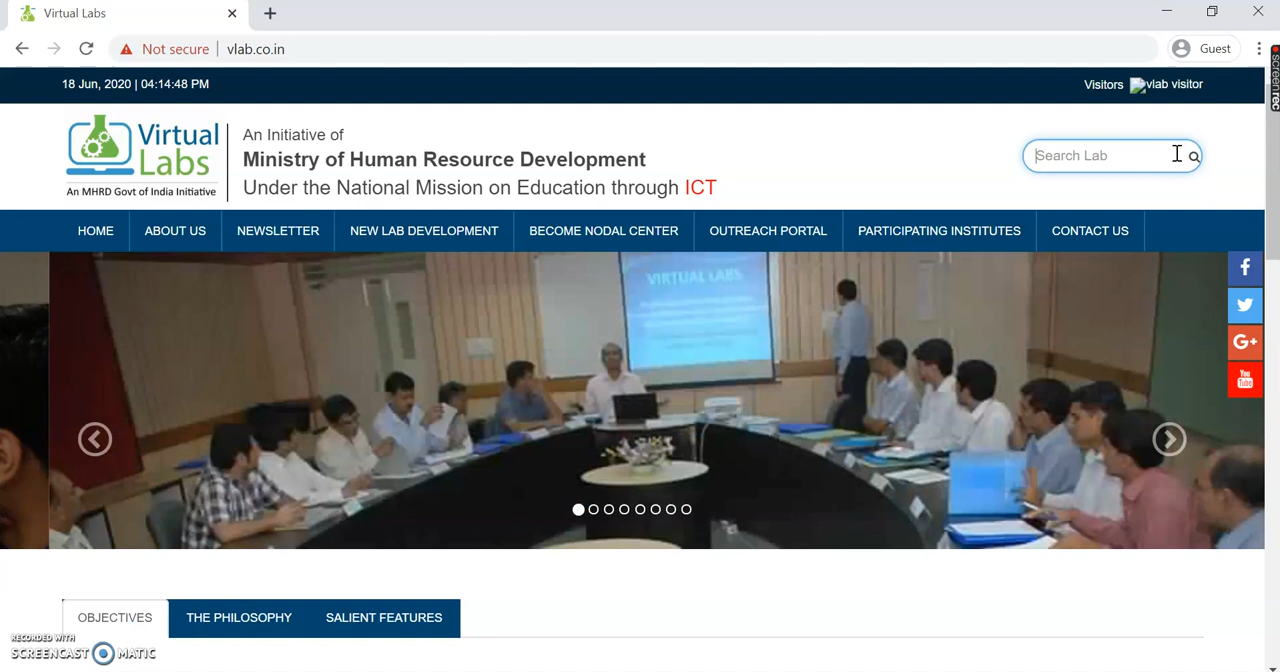 Virtual Labs
Not secure
vlab.co.in
Guest
18 Jun, 2020 | 04:14:48 PM
Visitors
vlab visitor
Virtual
Labs
An MHRD Govt of India Initiative
An Initiative of
Ministry of Human Resource Development
Under the National Mission on Education through ICT
Search Lab
HOME
ABOUT US
NEWSLETTER
NEW LAB DEVELOPMENT
BECOME NODAL CENTER
OUTREACH PORTAL
PARTICIPATING INSTITUTES
CONTACT US
VIRTUAL LABS
f
G+
You
Tube
OBJECTIVES
THE PHILOSOPHY
SALIENT FEATURES
RECORDED WITH
SCREENCAST MATIC
screenrec